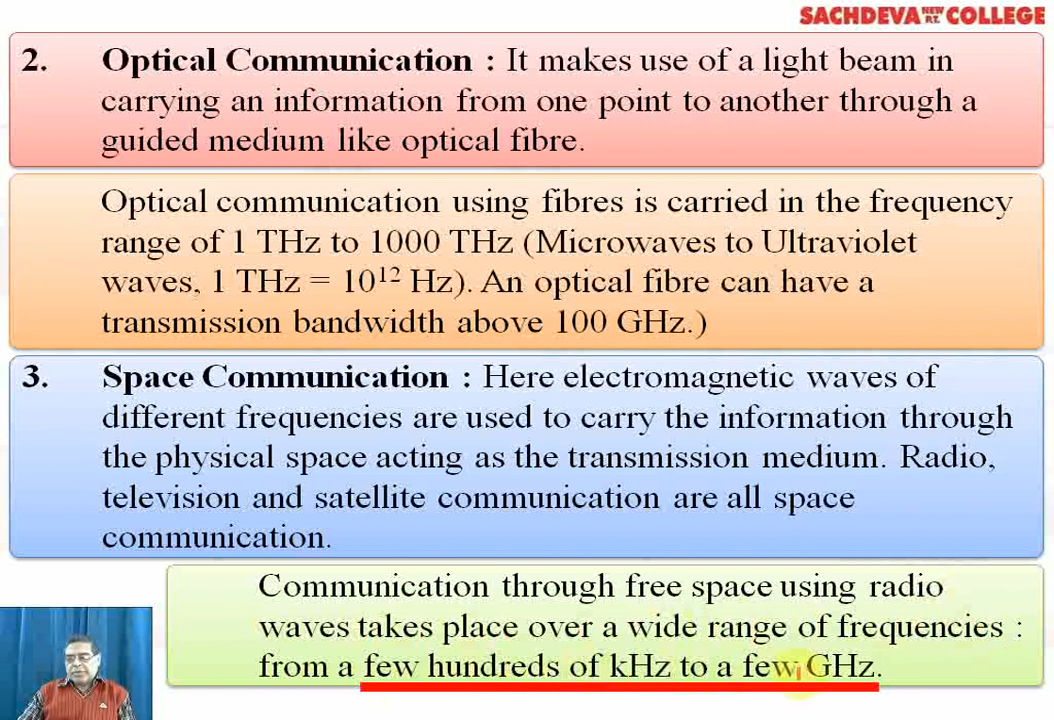 SACHDEVA NEW P.T. COLLEGE
2. Optical Communication : It makes use of a light beam in
carrying an information from one point to another through a
guided medium like optical fibre.
Optical communication using fibres is carried in the frequency
range of 1 THz to 1000 THz (Microwaves to Ultraviolet
waves, 1 THz = 10¹² Hz). An optical fibre can have a
transmission bandwidth above 100 GHz.)
3. Space Communication : Here electromagnetic waves of
different frequencies are used to carry the information through
the physical space acting as the transmission medium. Radio,
television and satellite communication are all space
communication.
Communication through free space using radio
waves takes place over a wide range of frequencies :
from a few hundreds of kHz to a few GHz.